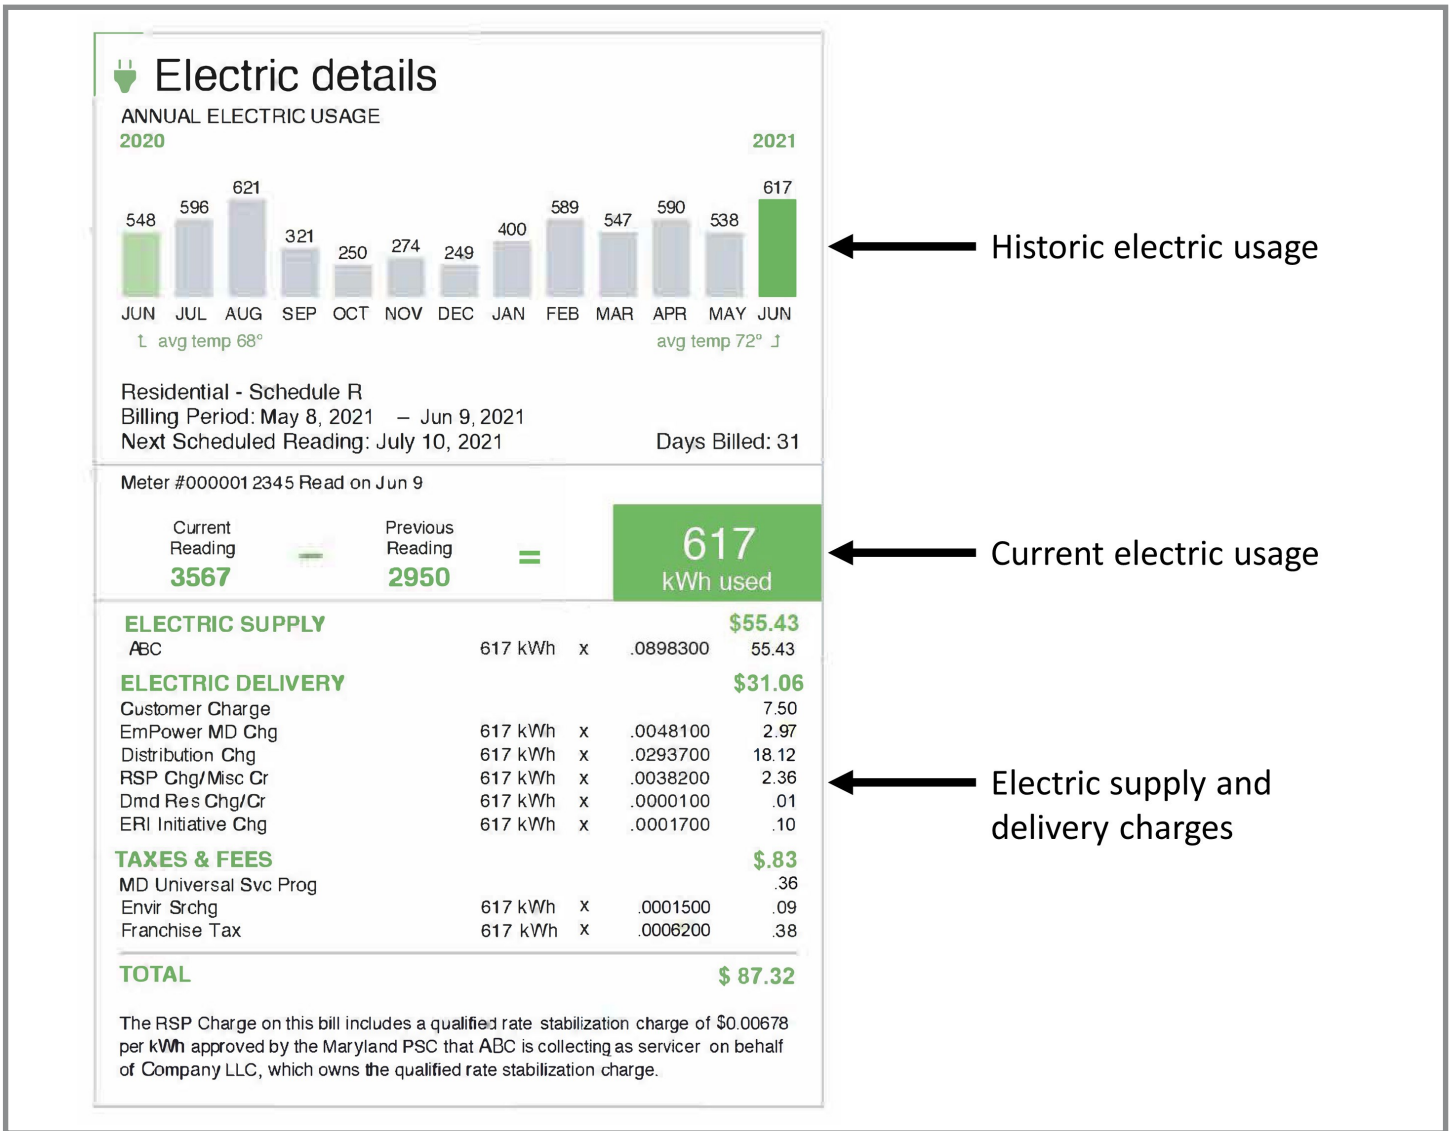 Electric details
ANNUAL ELECTRIC USAGE
2020 2021
548 596 621 321 250 274 249 400 589 547 590 538 617
JUN JUL AUG SEP OCT NOV DEC JAN FEB MAR APR MAY JUN
avg temp 68° avg temp 72°
Historic electric usage
Residential - Schedule R
Billing Period: May 8, 2021 – Jun 9, 2021
Next Scheduled Reading: July 10, 2021 Days Billed: 31
Meter #0000012345 Read on Jun 9
Current Reading 3567 – Previous Reading 2950 = 617 kWh used
Current electric usage
ELECTRIC SUPPLY $55.43
ABC 617 kWh x .0898300 55.43
ELECTRIC DELIVERY $31.06
Customer Charge 7.50
EmPower MD Chg 617 kWh x .0048100 2.97
Distribution Chg 617 kWh x .0293700 18.12
RSP Chg/Misc Cr 617 kWh x .0038200 2.36
Dmd Res Chg/Cr 617 kWh x .0000100 .01
ERI Initiative Chg 617 kWh x .0001700 .10
Electric supply and
delivery charges
TAXES & FEES $.83
MD Universal Svc Prog .36
Envir Srchg 617 kWh x .0001500 .09
Franchise Tax 617 kWh x .0006200 .38
TOTAL $ 87.32
The RSP Charge on this bill includes a qualified rate stabilization charge of $0.00678
per kWh approved by the Maryland PSC that ABC is collecting as servicer on behalf
of Company LLC, which owns the qualified rate stabilization charge.